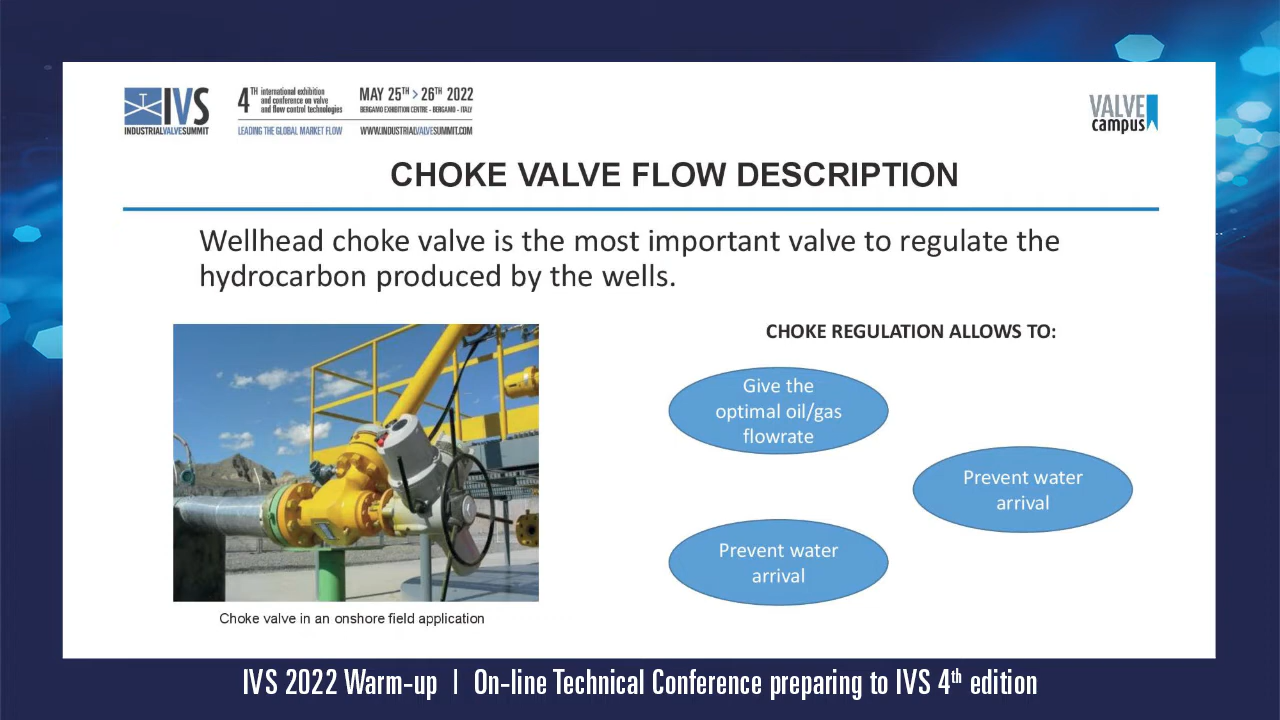 IVS
INDUSTRIALVALVESUMMIT
4TH international exhibition
and conference on valve
and flow control technologies
LEADING THE GLOBAL MARKET FLOW
MAY 25TH > 26TH 2022
BERGAMO EXHIBITION CENTRE - BERGAMO - ITALY
WWW.INDUSTRIALVALVESUMMIT.COM
VALVE
campus
CHOKE VALVE FLOW DESCRIPTION
Wellhead choke valve is the most important valve to regulate the
hydrocarbon produced by the wells.
CHOKE REGULATION ALLOWS TO:
Give the
optimal oil/gas
flowrate
Prevent water
arrival
Prevent water
arrival
Choke valve in an onshore field application
IVS 2022 Warm-up | On-line Technical Conference preparing to IVS 4th edition